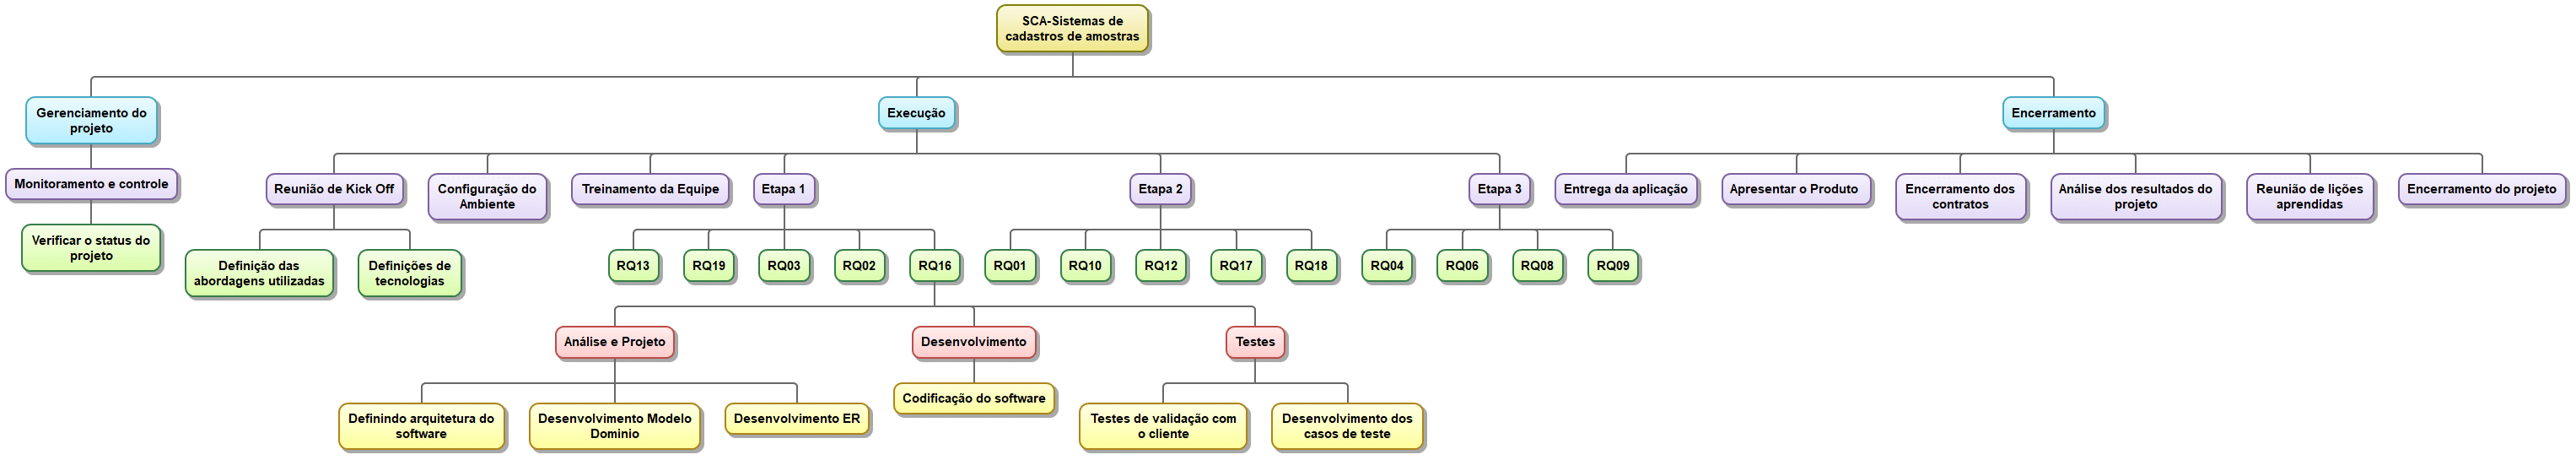 SCA-Sistemas de
cadastros de amostras
Gerenciamento do
projeto
Execução
Encerramento
Monitoramento e controle
Reunião de Kick Off
Configuração do
Ambiente
Treinamento da Equipe
Etapa 1
Etapa 2
Etapa 3
Entrega da aplicação
Apresentar o Produto
Encerramento dos
contratos
Análise dos resultados do
projeto
Reunião de lições
aprendidas
Encerramento do projeto
Verificar o status do
projeto
Definição das
abordagens utilizadas
Definições de
tecnologias
RQ13
RQ19
RQ03
RQ02
RQ16
RQ01
RQ10
RQ12
RQ17
RQ18
RQ04
RQ06
RQ08
RQ09
Análise e Projeto
Desenvolvimento
Testes
Definindo arquitetura do
software
Desenvolvimento Modelo
Dominio
Desenvolvimento ER
Codificação do software
Testes de validação com
o cliente
Desenvolvimento dos
casos de teste